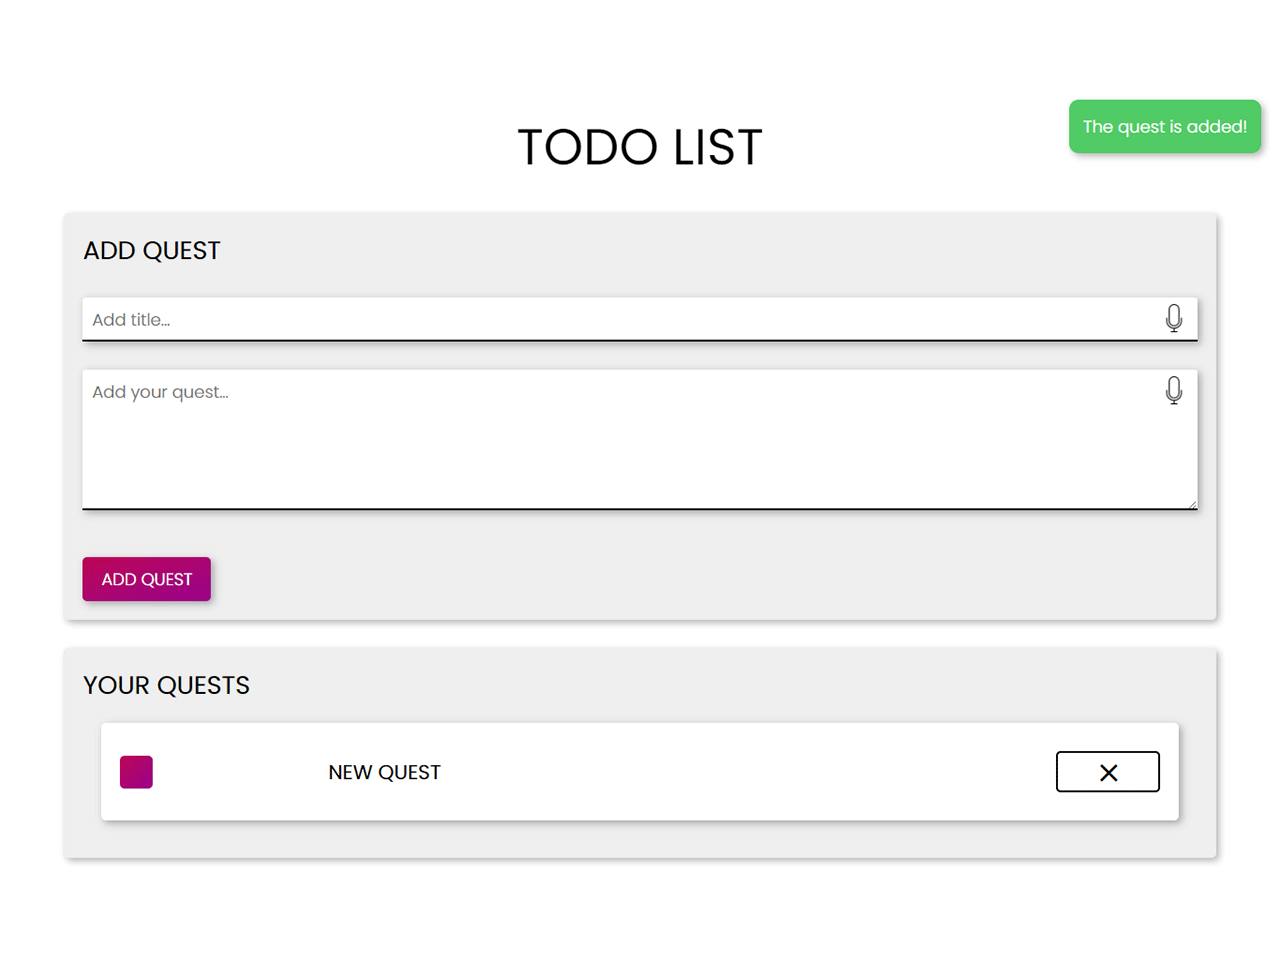 The quest is added!
TODO LIST
ADD QUEST
Add title...
Add your quest...
ADD QUEST
YOUR QUESTS
NEW QUEST